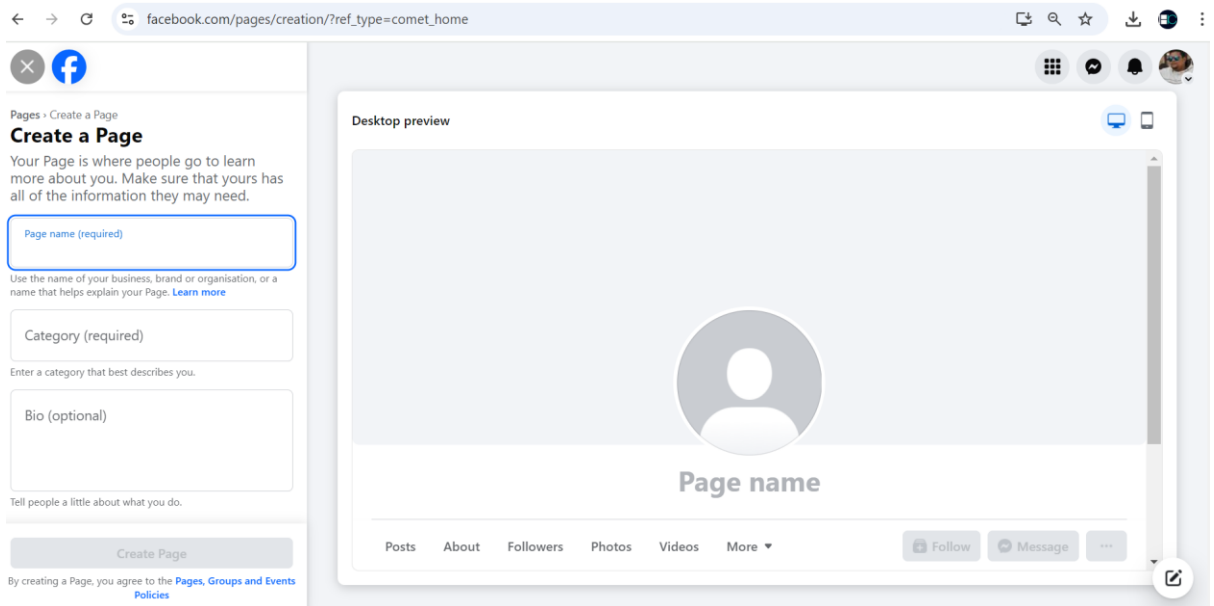 facebook.com/pages/creation/?ref_type=comet_home
Pages › Create a Page
Create a Page
Your Page is where people go to learn
more about you. Make sure that yours has
all of the information they may need.
Page name (required)
Use the name of your business, brand or organisation, or a
name that helps explain your Page. Learn more
Category (required)
Enter a category that best describes you.
Bio (optional)
Tell people a little about what you do.
Create Page
By creating a Page, you agree to the Pages, Groups and Events
Policies
Desktop preview
Page name
Posts About Followers Photos Videos More Follow Message